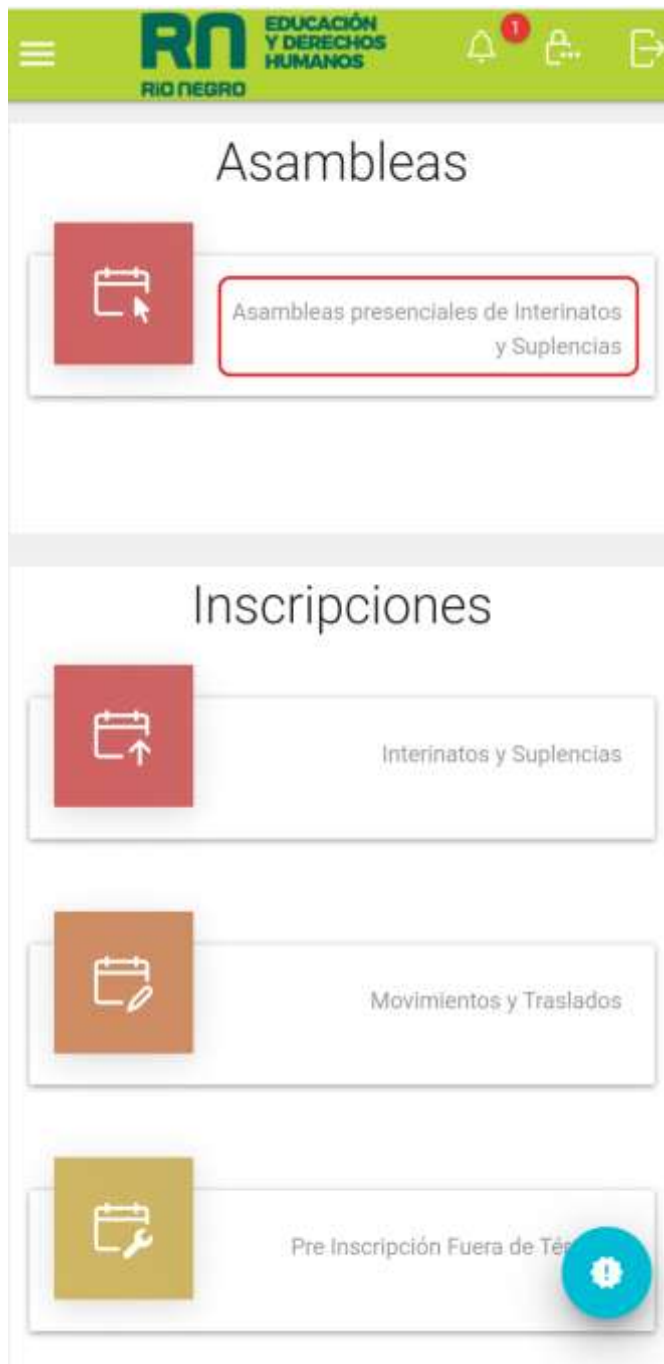 RN
RIO NEGRO
EDUCACIÓN
Y DERECHOS
HUMANOS
1
Asambleas
Asambleas presenciales de Interinatos
y Suplencias
Inscripciones
Interinatos y Suplencias
Movimientos y Traslados
Pre Inscripción Fuera de Té